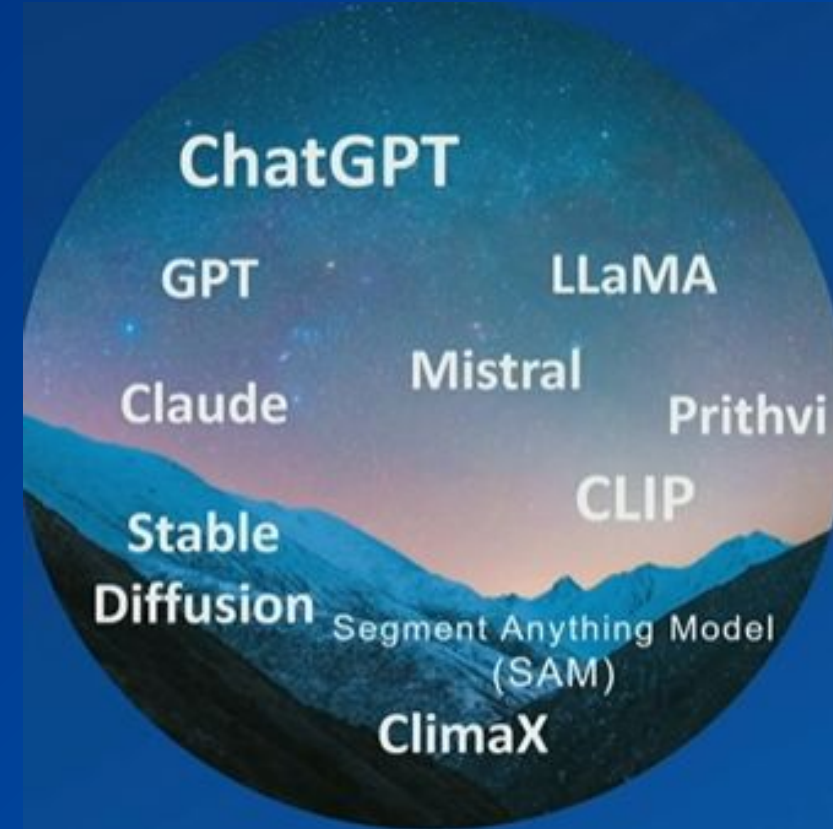 ChatGPT
GPT
LLaMA
Mistral
Claude
Prithvi
CLIP
Stable
Diffusion
Segment Anything Model
(SAM)
ClimaX